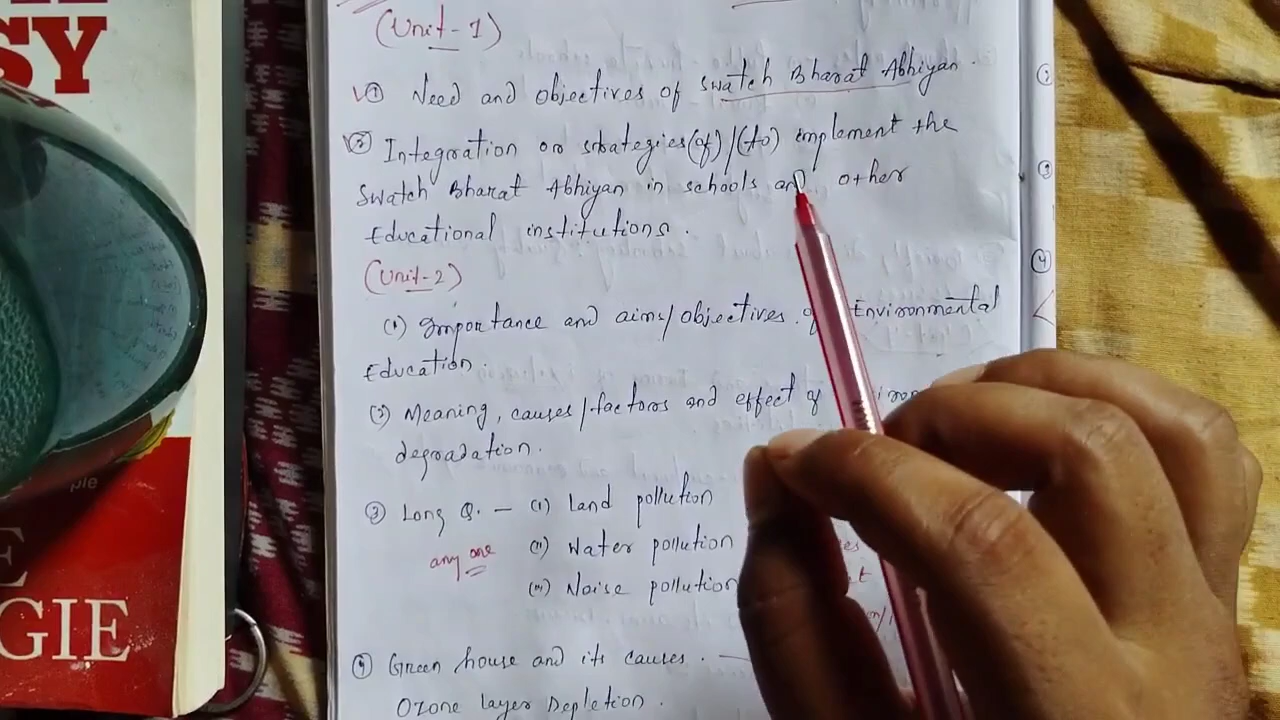 SY
ple
E
GIE
(Unit-1)
① Need and objectives of Swatch Bharat Abhiyan.
② Integration or strategies(of)/(to) implement the
Swatch Bharat Abhiyan in schools and other
Educational institutions.
(Unit-2)
(1) Importance and aims/objectives of Environmental
Education.
(2) Meaning, causes/factors and effect of
degradation.
③ Long Q. - (i) Land pollution
any one (ii) Water pollution
(iii) Noise pollution
④ Green house and its causes. -
Ozone layer Depletion.